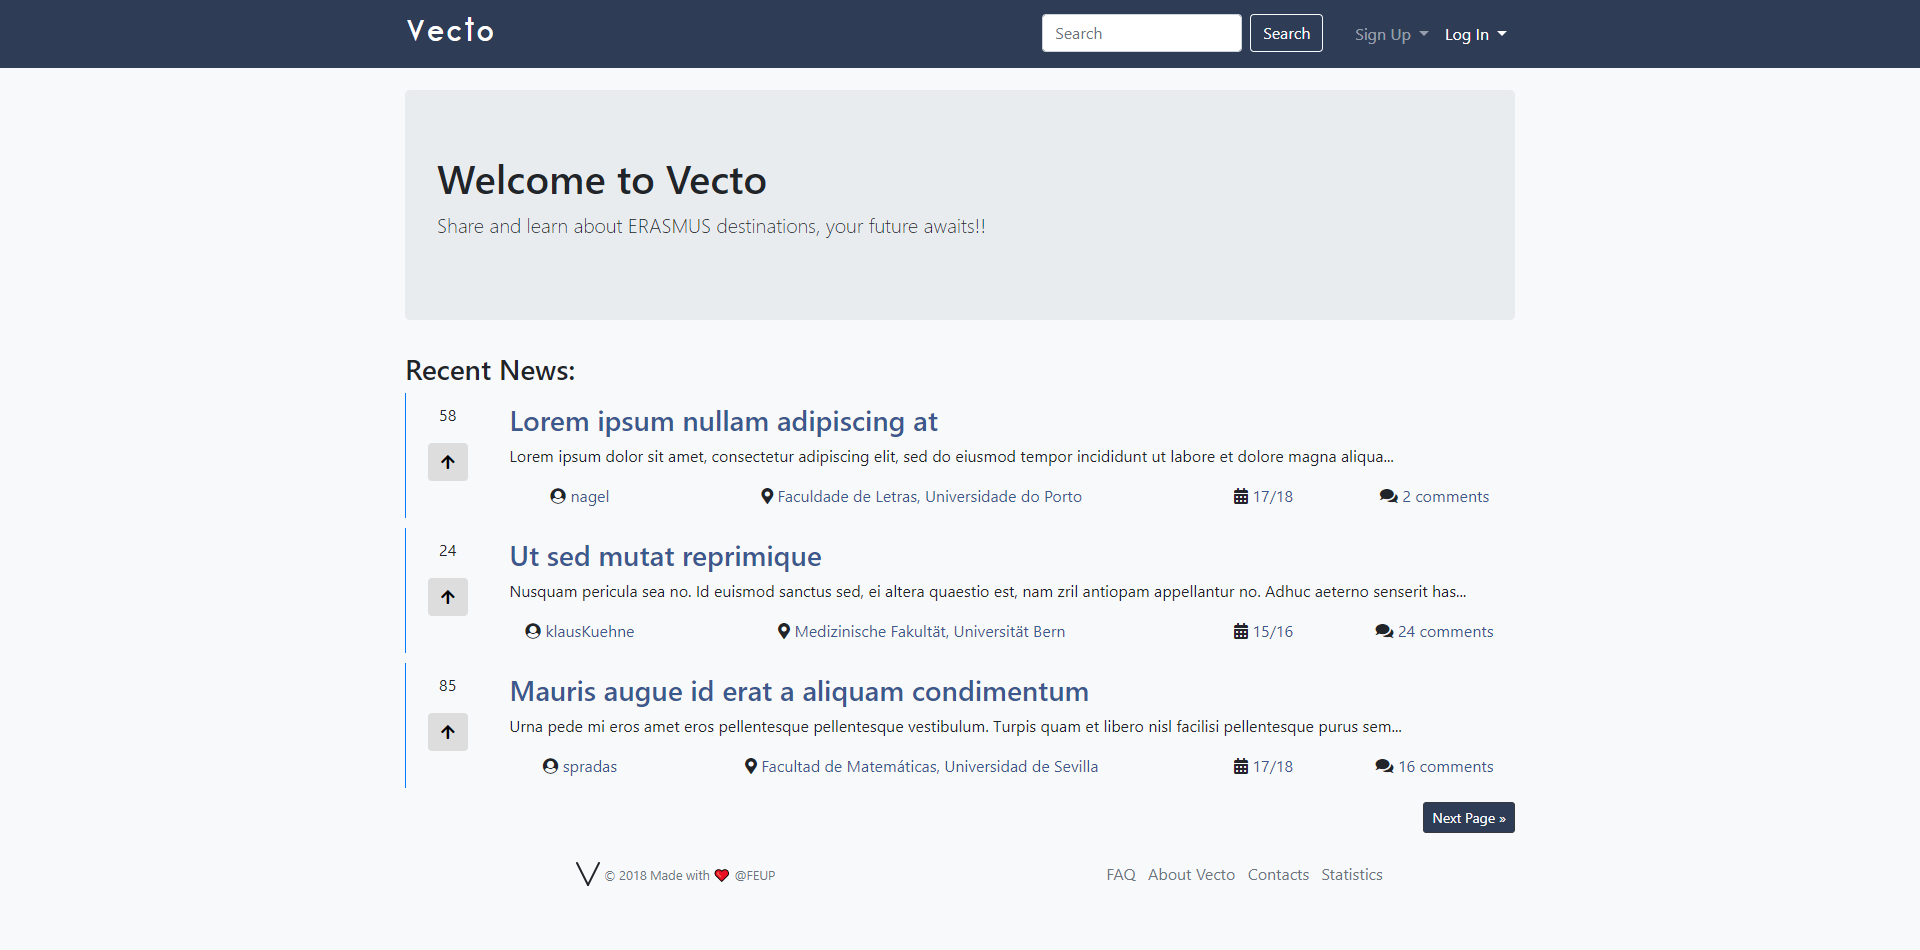 Vecto
Search
Search
Sign Up
Log In
Welcome to Vecto
Share and learn about ERASMUS destinations, your future awaits!!
Recent News:
58
Lorem ipsum nullam adipiscing at
Lorem ipsum dolor sit amet, consectetur adipiscing elit, sed do eiusmod tempor incididunt ut labore et dolore magna aliqua...
nagel
Faculdade de Letras, Universidade do Porto
17/18
2 comments
24
Ut sed mutat reprimique
Nusquam pericula sea no. Id euismod sanctus sed, ei altera quaestio est, nam zril antiopam appellantur no. Adhuc aeterno senserit has...
klausKuehne
Medizinische Fakultät, Universität Bern
15/16
24 comments
85
Mauris augue id erat a aliquam condimentum
Urna pede mi eros amet eros pellentesque pellentesque vestibulum. Turpis quam et libero nisl facilisi pellentesque purus sem...
spradas
Facultad de Matemáticas, Universidad de Sevilla
17/18
16 comments
Next Page »
V © 2018 Made with ❤ @FEUP
FAQ
About Vecto
Contacts
Statistics